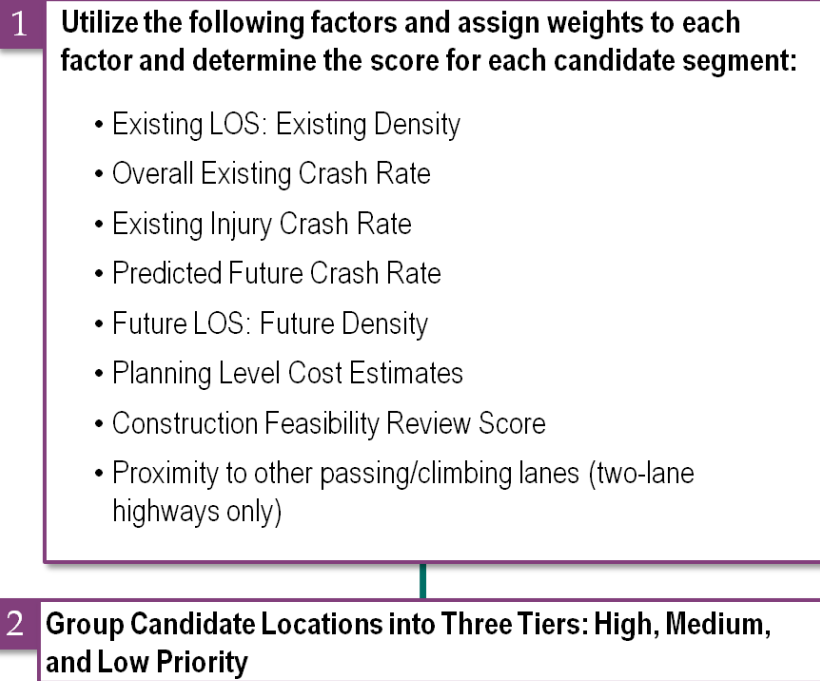 1
Utilize the following factors and assign weights to each
factor and determine the score for each candidate segment:
• Existing LOS: Existing Density
• Overall Existing Crash Rate
• Existing Injury Crash Rate
• Predicted Future Crash Rate
• Future LOS: Future Density
• Planning Level Cost Estimates
• Construction Feasibility Review Score
• Proximity to other passing/climbing lanes (two-lane
highways only)
2
Group Candidate Locations into Three Tiers: High, Medium,
and Low Priority